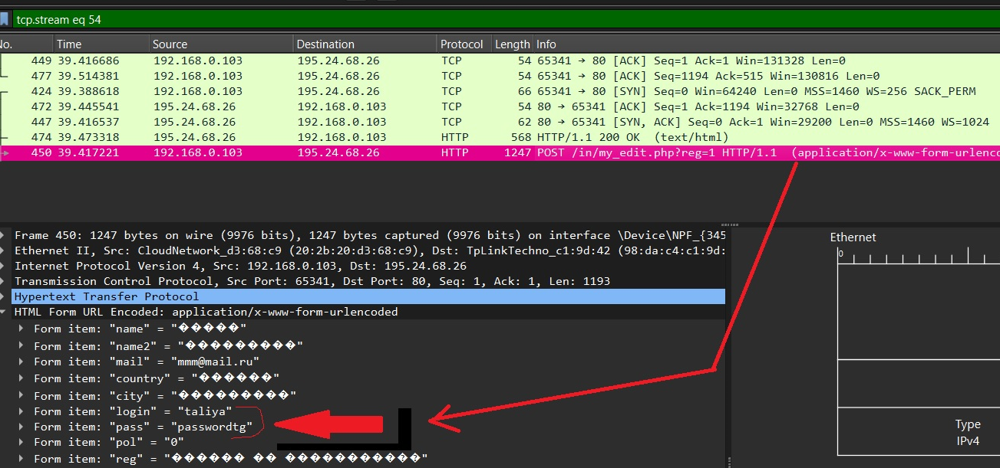 tcp.stream eq 54
No. Time Source Destination Protocol Length Info
449 39.416686 192.168.0.103 195.24.68.26 TCP 54 65341 → 80 [ACK] Seq=1 Ack=1 Win=131328 Len=0
477 39.514381 192.168.0.103 195.24.68.26 TCP 54 65341 → 80 [ACK] Seq=1194 Ack=515 Win=130816 Len=0
424 39.388618 192.168.0.103 195.24.68.26 TCP 66 65341 → 80 [SYN] Seq=0 Win=64240 Len=0 MSS=1460 WS=256 SACK_PERM
472 39.445541 195.24.68.26 192.168.0.103 TCP 54 80 → 65341 [ACK] Seq=1 Ack=1194 Win=32768 Len=0
447 39.416537 195.24.68.26 192.168.0.103 TCP 62 80 → 65341 [SYN, ACK] Seq=0 Ack=1 Win=29200 Len=0 MSS=1460 WS=1024
474 39.473318 195.24.68.26 192.168.0.103 HTTP 568 HTTP/1.1 200 OK (text/html)
450 39.417221 192.168.0.103 195.24.68.26 HTTP 1247 POST /in/my_edit.php?reg=1 HTTP/1.1 (application/x-www-form-urlenco
Frame 450: 1247 bytes on wire (9976 bits), 1247 bytes captured (9976 bits) on interface \Device\NPF_{345
Ethernet II, Src: CloudNetwork_d3:68:c9 (20:2b:20:d3:68:c9), Dst: TpLinkTechno_c1:9d:42 (98:da:c4:c1:9d:
Internet Protocol Version 4, Src: 192.168.0.103, Dst: 195.24.68.26
Transmission Control Protocol, Src Port: 65341, Dst Port: 80, Seq: 1, Ack: 1, Len: 1193
Hypertext Transfer Protocol
HTML Form URL Encoded: application/x-www-form-urlencoded
Form item: "name" = "�����"
Form item: "name2" = "���������"
Form item: "mail" = "mmm@mail.ru"
Form item: "country" = "������"
Form item: "city" = "���������"
Form item: "login" = "taliya"
Form item: "pass" = "passwordtg"
Form item: "pol" = "0"
Form item: "reg" = "������ �� �����������"
Ethernet
0
Type
IPv4